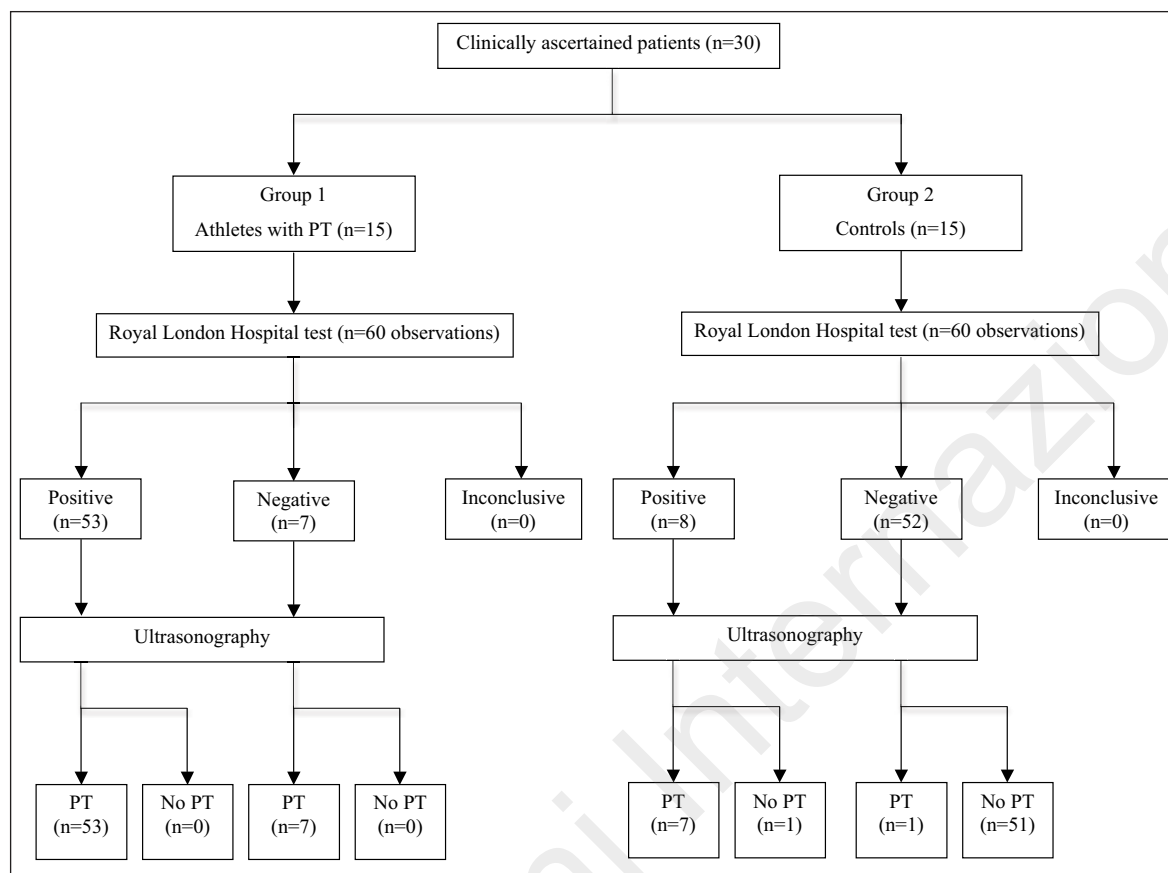 Clinically ascertained patients (n=30)
Group 1
Athletes with PT (n=15)
Group 2
Controls (n=15)
Royal London Hospital test (n=60 observations)
Royal London Hospital test (n=60 observations)
Positive
(n=53)
Negative
(n=7)
Inconclusive
(n=0)
Positive
(n=8)
Negative
(n=52)
Inconclusive
(n=0)
Ultrasonography
Ultrasonography
PT
(n=53)
No PT
(n=0)
PT
(n=7)
No PT
(n=0)
PT
(n=7)
No PT
(n=1)
PT
(n=1)
No PT
(n=51)